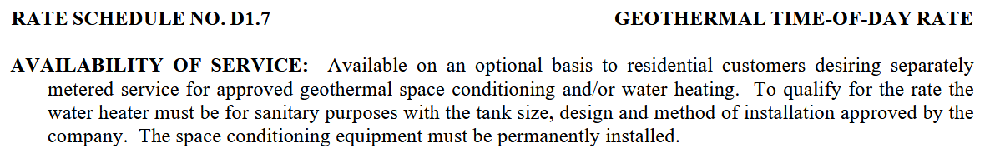 RATE SCHEDULE NO. D1.7 GEOTHERMAL TIME-OF-DAY RATE
AVAILABILITY OF SERVICE: Available on an optional basis to residential customers desiring separately
metered service for approved geothermal space conditioning and/or water heating. To qualify for the rate the
water heater must be for sanitary purposes with the tank size, design and method of installation approved by the
company. The space conditioning equipment must be permanently installed.